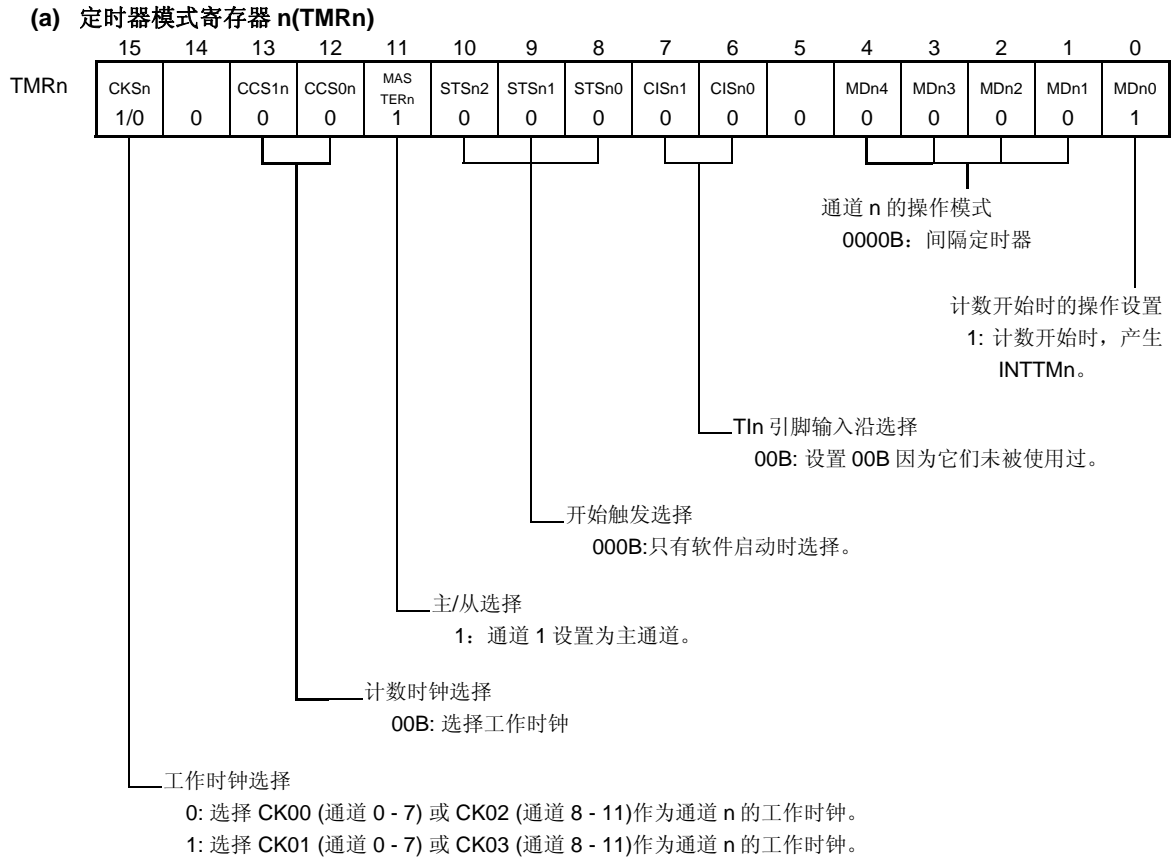 (a) 定时器模式寄存器 n(TMRn)
15 14 13 12 11 10 9 8 7 6 5 4 3 2 1 0
TMRn
CKSn CCS1n CCS0n MAS TERn STSn2 STSn1 STSn0 CISn1 CISn0 MDn4 MDn3 MDn2 MDn1 MDn0
1/0 0 0 0 1 0 0 0 0 0 0 0 0 0 0 1
通道 n 的操作模式
0000B：间隔定时器
计数开始时的操作设置
1: 计数开始时，产生
INTTMn。
TIn 引脚输入沿选择
00B: 设置 00B 因为它们未被使用过。
开始触发选择
000B:只有软件启动时选择。
主/从选择
1：通道 1 设置为主通道。
计数时钟选择
00B: 选择工作时钟
工作时钟选择
0: 选择 CK00 (通道 0 - 7) 或 CK02 (通道 8 - 11)作为通道 n 的工作时钟。
1: 选择 CK01 (通道 0 - 7) 或 CK03 (通道 8 - 11)作为通道 n 的工作时钟。